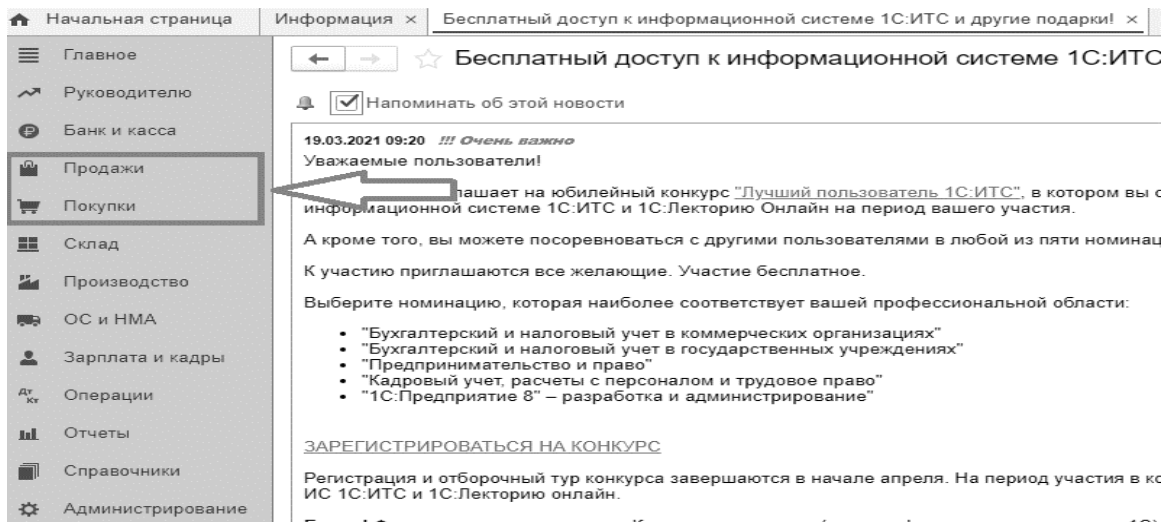 Начальная страница
Информация ×
Бесплатный доступ к информационной системе 1С:ИТС и другие подарки! ×
Главное
Руководителю
Банк и касса
Продажи
Покупки
Склад
Производство
ОС и НМА
Зарплата и кадры
Дт Кт
Операции
Отчеты
Справочники
Администрирование
Бесплатный доступ к информационной системе 1С:ИТС
Напоминать об этой новости
19.03.2021 09:20 !!! Очень важно
Уважаемые пользователи!
лашает на юбилейный конкурс "Лучший пользователь 1С:ИТС", в котором вы
информационной системе 1С:ИТС и 1С:Лекторию Онлайн на период вашего участия.
А кроме того, вы можете посоревноваться с другими пользователями в любой из пяти номинац
К участию приглашаются все желающие. Участие бесплатное.
Выберите номинацию, которая наиболее соответствует вашей профессиональной области:
• "Бухгалтерский и налоговый учет в коммерческих организациях"
• "Бухгалтерский и налоговый учет в государственных учреждениях"
• "Предпринимательство и право"
• "Кадровый учет, расчеты с персоналом и трудовое право"
• "1С:Предприятие 8" – разработка и администрирование"
ЗАРЕГИСТРИРОВАТЬСЯ НА КОНКУРС
Регистрация и отборочный тур конкурса завершаются в начале апреля. На период участия в ко
ИС 1С:ИТС и 1С:Лекторию онлайн.